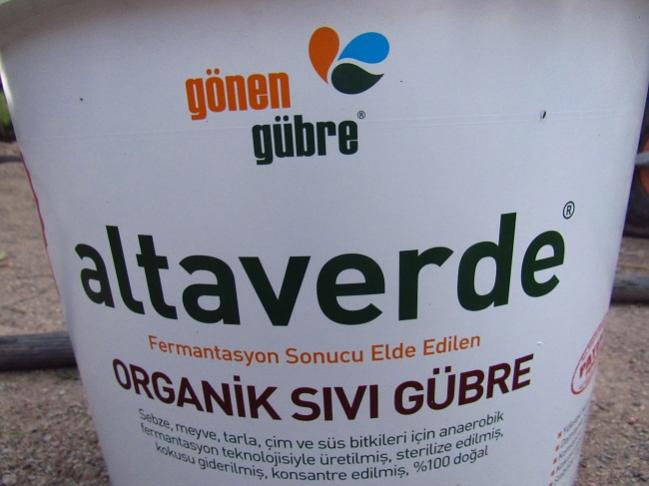 gönen
gübre®
altaverde®
Fermantasyon Sonucu Elde Edilen
ORGANİK SIVI GÜBRE
Sebze, meyve, tarla, çim ve süs bitkileri için anaerobik
fermantasyon teknolojisiyle üretilmiş, sterilize edilmiş,
kokusu giderilmiş, konsantre edilmiş, %100 doğal